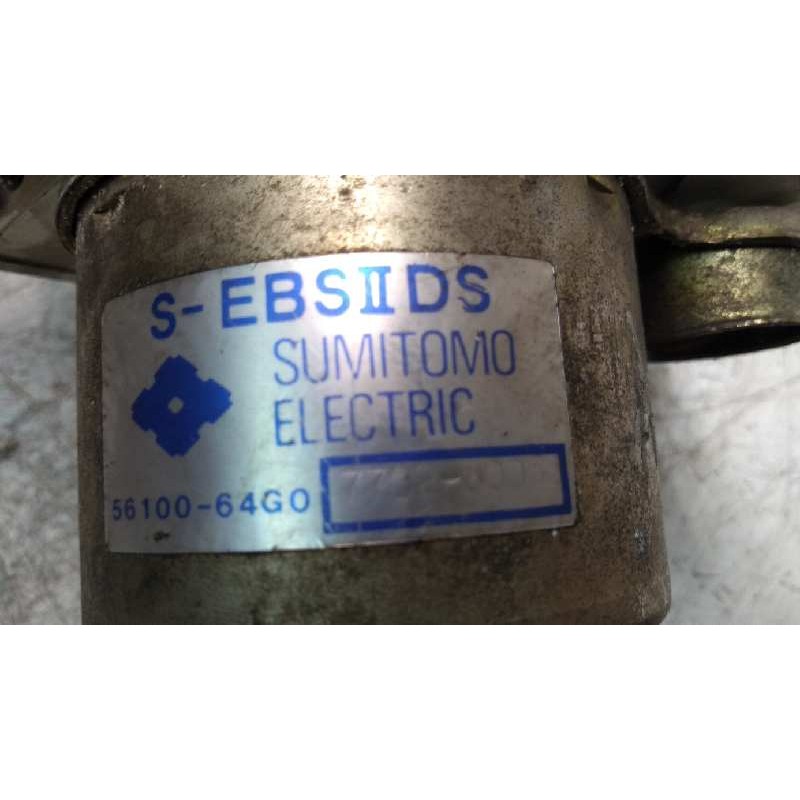 S-EBSIIDS
SUMITOMO
ELECTRIC
56100-64G0